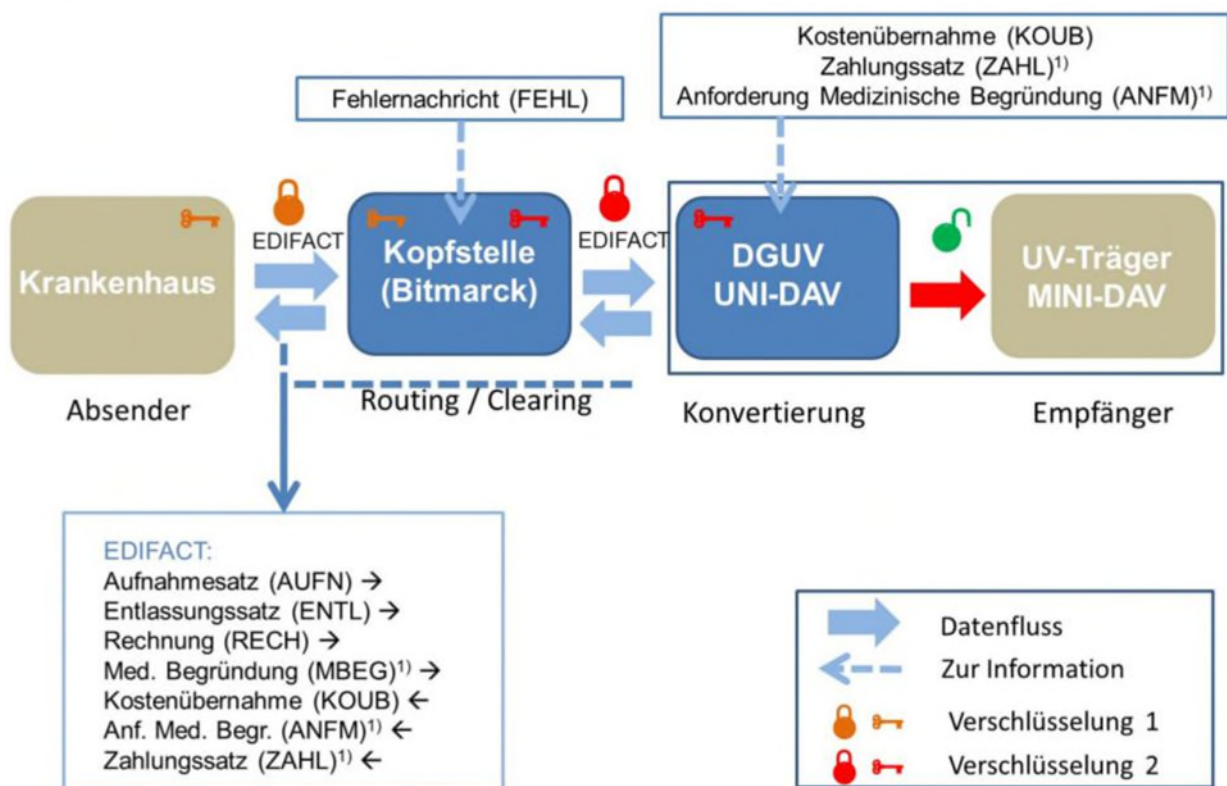 Kostenübernahme (KOUB)
Zahlungssatz (ZAHL)1)
Anforderung Medizinische Begründung (ANFM)1)
Fehlernachricht (FEHL)
Krankenhaus
EDIFACT
Kopfstelle
(Bitmarck)
EDIFACT
DGUV
UNI-DAV
UV-Träger
MINI-DAV
Absender
Routing / Clearing
Konvertierung
Empfänger
EDIFACT:
Aufnahmesatz (AUFN) →
Entlassungssatz (ENTL) →
Rechnung (RECH) →
Med. Begründung (MBEG)1) →
Kostenübernahme (KOUB) ←
Anf. Med. Begr. (ANFM)1) ←
Zahlungssatz (ZAHL)1) ←
Datenfluss
Zur Information
Verschlüsselung 1
Verschlüsselung 2